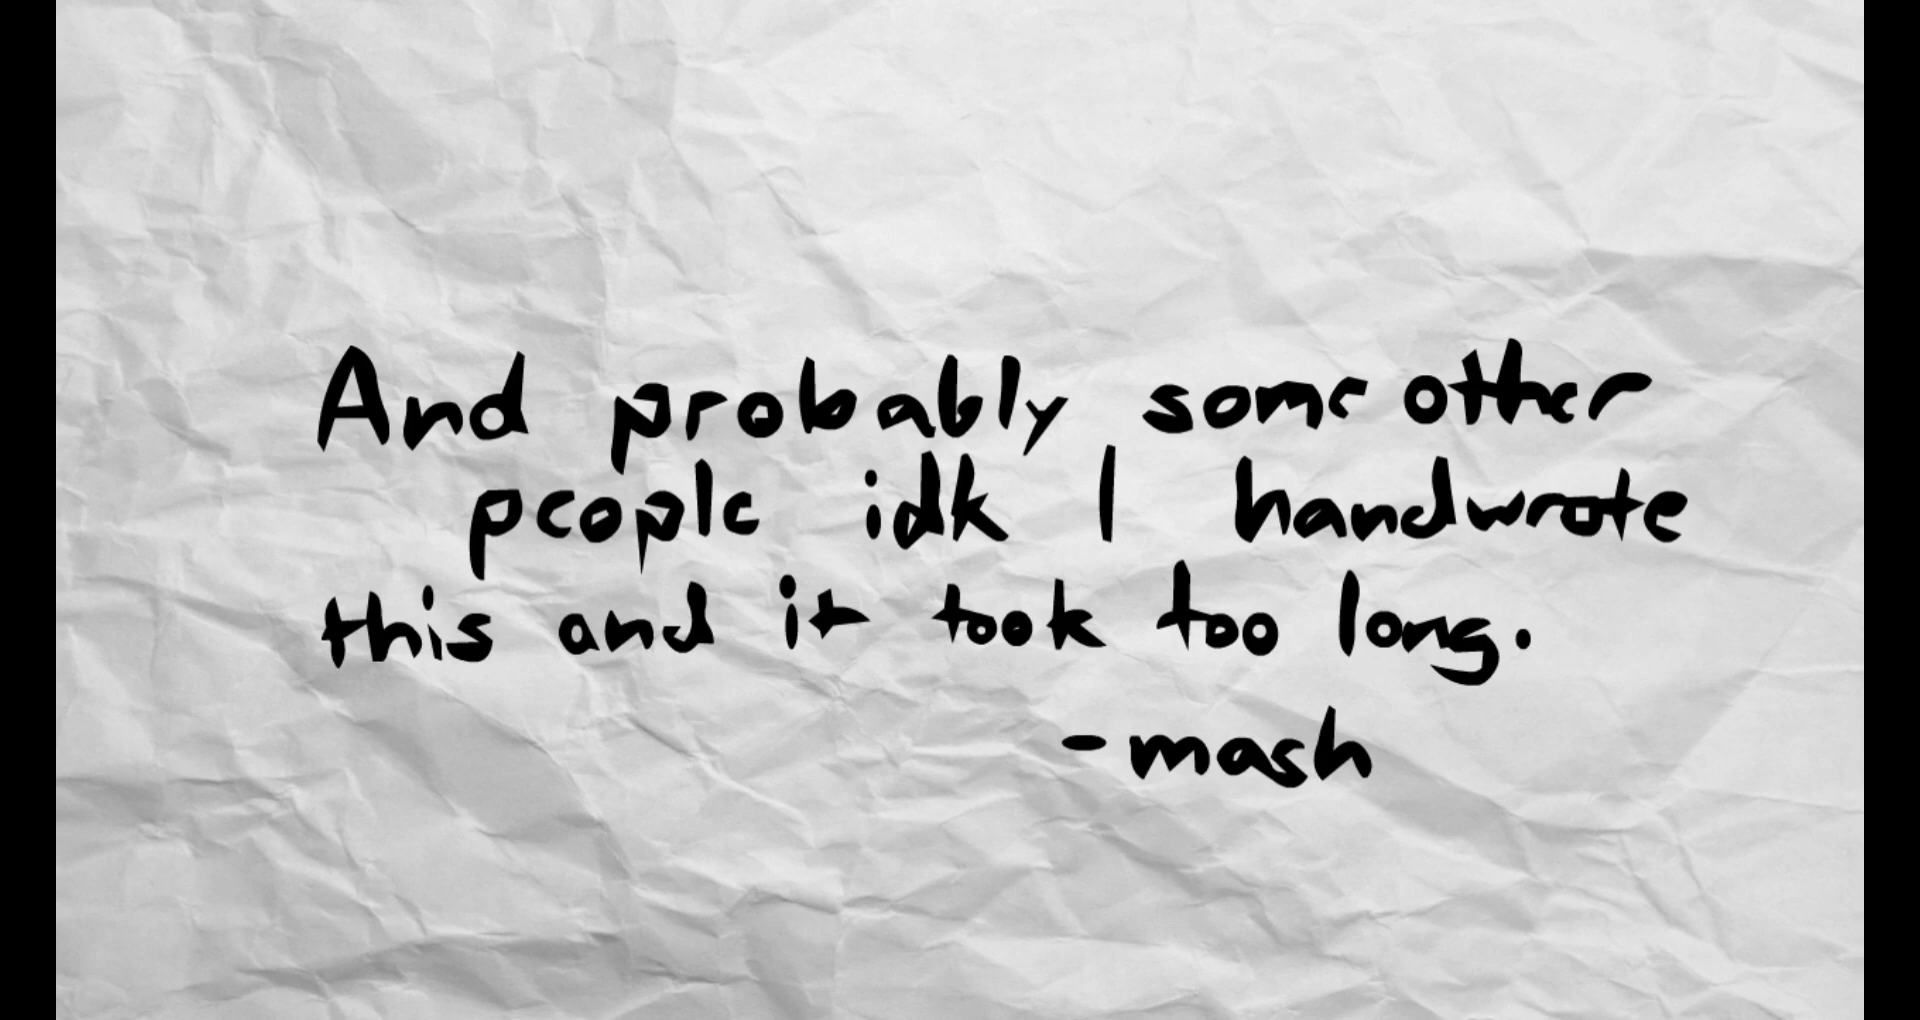 And probably some other
people idk I handwrote
this and it took too long.
-mash